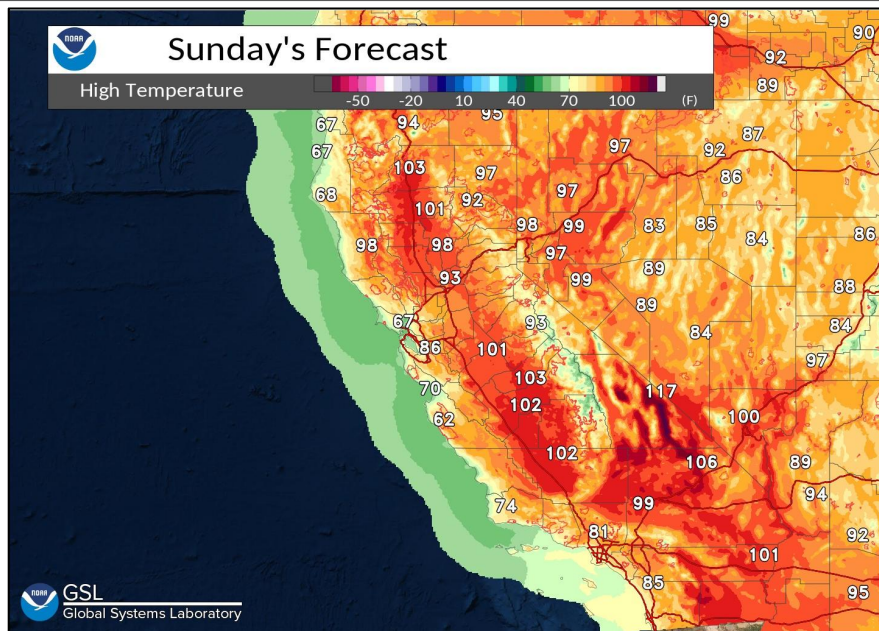 NOAA
Sunday's Forecast
High Temperature
-50 -20 10 40 70 100 (F)
99
90
92
89
67 94 95
87
67 97 92
103 97 86
68 92 97
101
98 99 83 85
98 98 97 84 86
93 99 89
88
89
67 93 84 84
86 101
97
70 103 117
62 102 100
102 106 89
94
74 99
81 92
101
85 95
NOAA GSL
Global Systems Laboratory